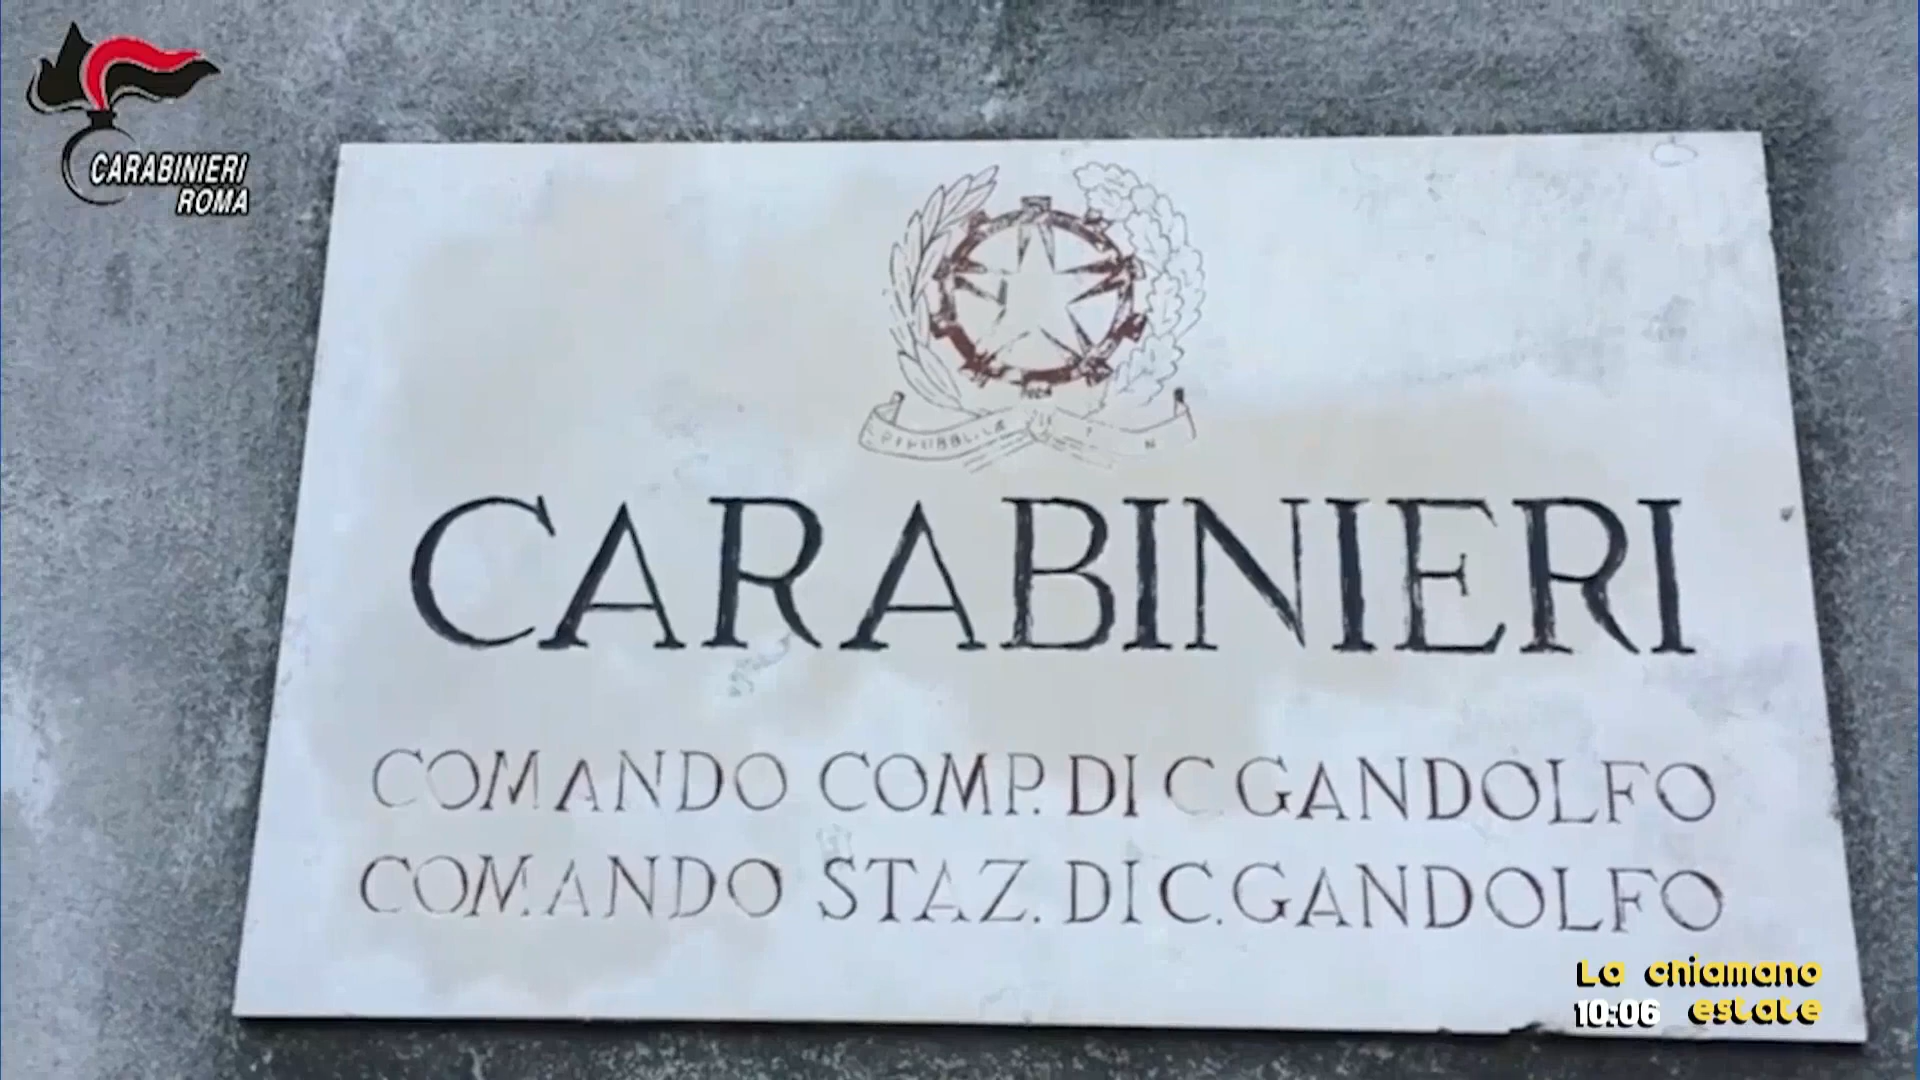 CARABINIERI
ROMA
CARABINIERI
COMANDO COMP. DI C GANDOLFO
COMANDO STAZ. DI C. GANDOLFO
La chiamano
10:06 estate